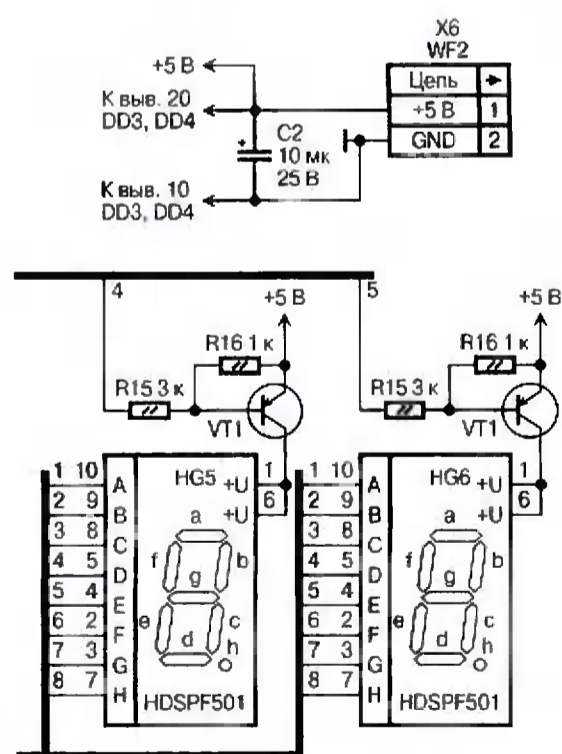 X6
WF2
Цепь
+5 В 1
GND 2
+5 В
К выв. 20
DD3, DD4
C2
+
10 мк
25 В
К выв. 10
DD3, DD4
4
+5 В
R16 1 к
R15 3 к
VT1
5
+5 В
R16 1 к
R15 3 к
VT1
1 10 A
2 9 B
3 8 C
4 5 D
5 4 E
6 2 F
7 3 G
8 7 H
HG5
+U 1
+U 6
a
f b
g
e c
d h
HDSPF501
1 10 A
2 9 B
3 8 C
4 5 D
5 4 E
6 2 F
7 3 G
8 7 H
HG6
+U 1
+U 6
a
f b
g
e c
d h
HDSPF501